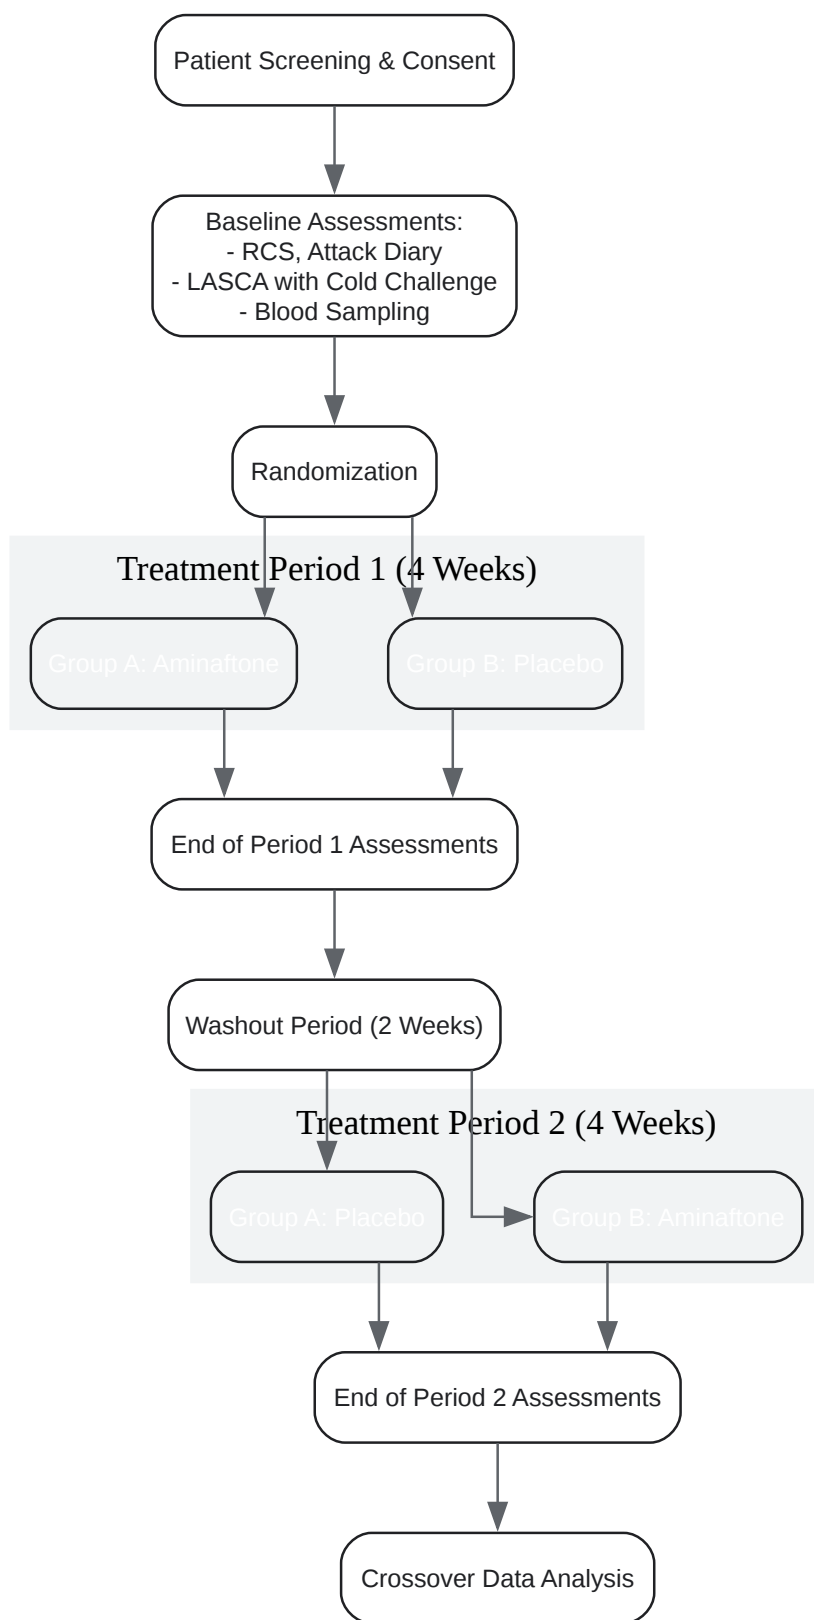 Patient Screening & Consent
Baseline Assessments:
- RCS, Attack Diary
- LASCA with Cold Challenge
- Blood Sampling
Randomization
Treatment Period 1 (4 Weeks)
Group A: Aminaftone
Group B: Placebo
End of Period 1 Assessments
Washout Period (2 Weeks)
Treatment Period 2 (4 Weeks)
Group A: Placebo
Group B: Aminaftone
End of Period 2 Assessments
Crossover Data Analysis